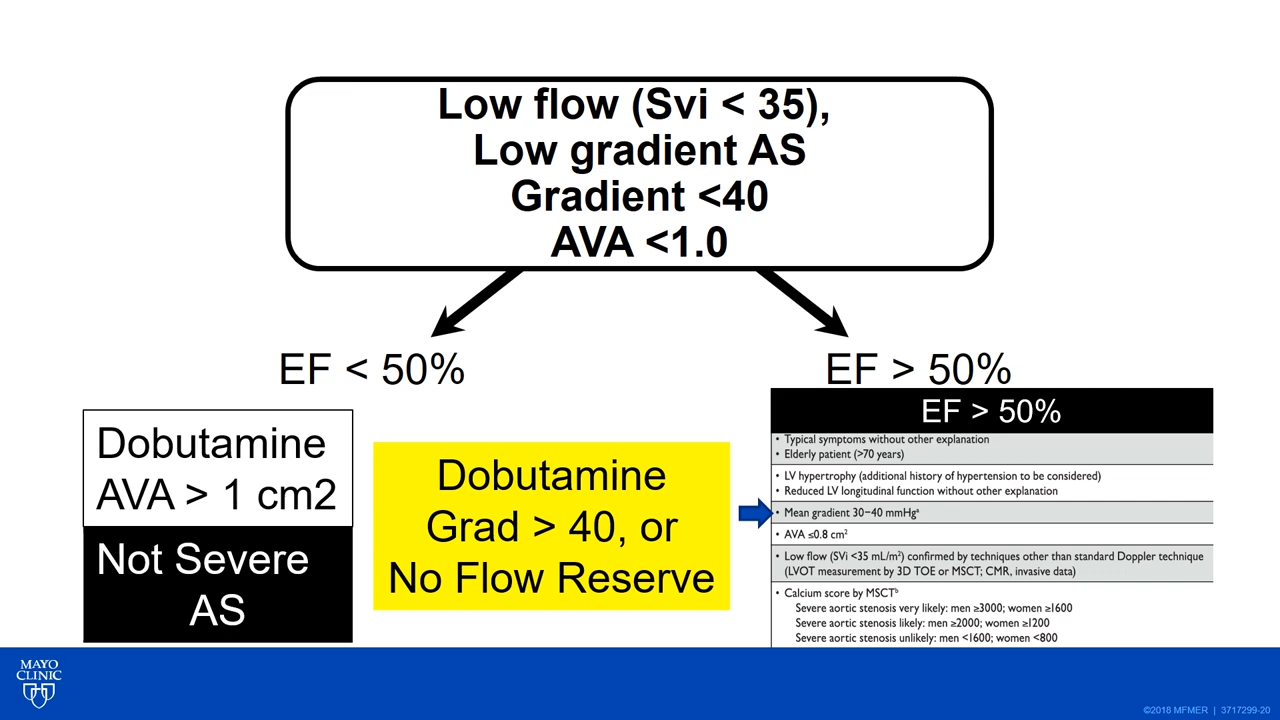 Low flow (Svi < 35),
Low gradient AS
Gradient <40
AVA <1.0
EF < 50%
EF > 50%
Dobutamine
AVA > 1 cm2
Not Severe
AS
Dobutamine
Grad > 40, or
No Flow Reserve
EF > 50%
• Typical symptoms without other explanation
• Elderly patient (>70 years)
• LV hypertrophy (additional history of hypertension to be considered)
• Reduced LV longitudinal function without other explanation
• Mean gradient 30–40 mmHgᵃ
• AVA ≤0.8 cm²
• Low flow (SVi <35 mL/m²) confirmed by techniques other than standard Doppler technique
(LVOT measurement by 3D TOE or MSCT; CMR, invasive data)
• Calcium score by MSCTᵇ
Severe aortic stenosis very likely: men ≥3000; women ≥1600
Severe aortic stenosis likely: men ≥2000; women ≥1200
Severe aortic stenosis unlikely: men <1600; women <800
MAYO
CLINIC
©2018 MFMER | 3717299-20